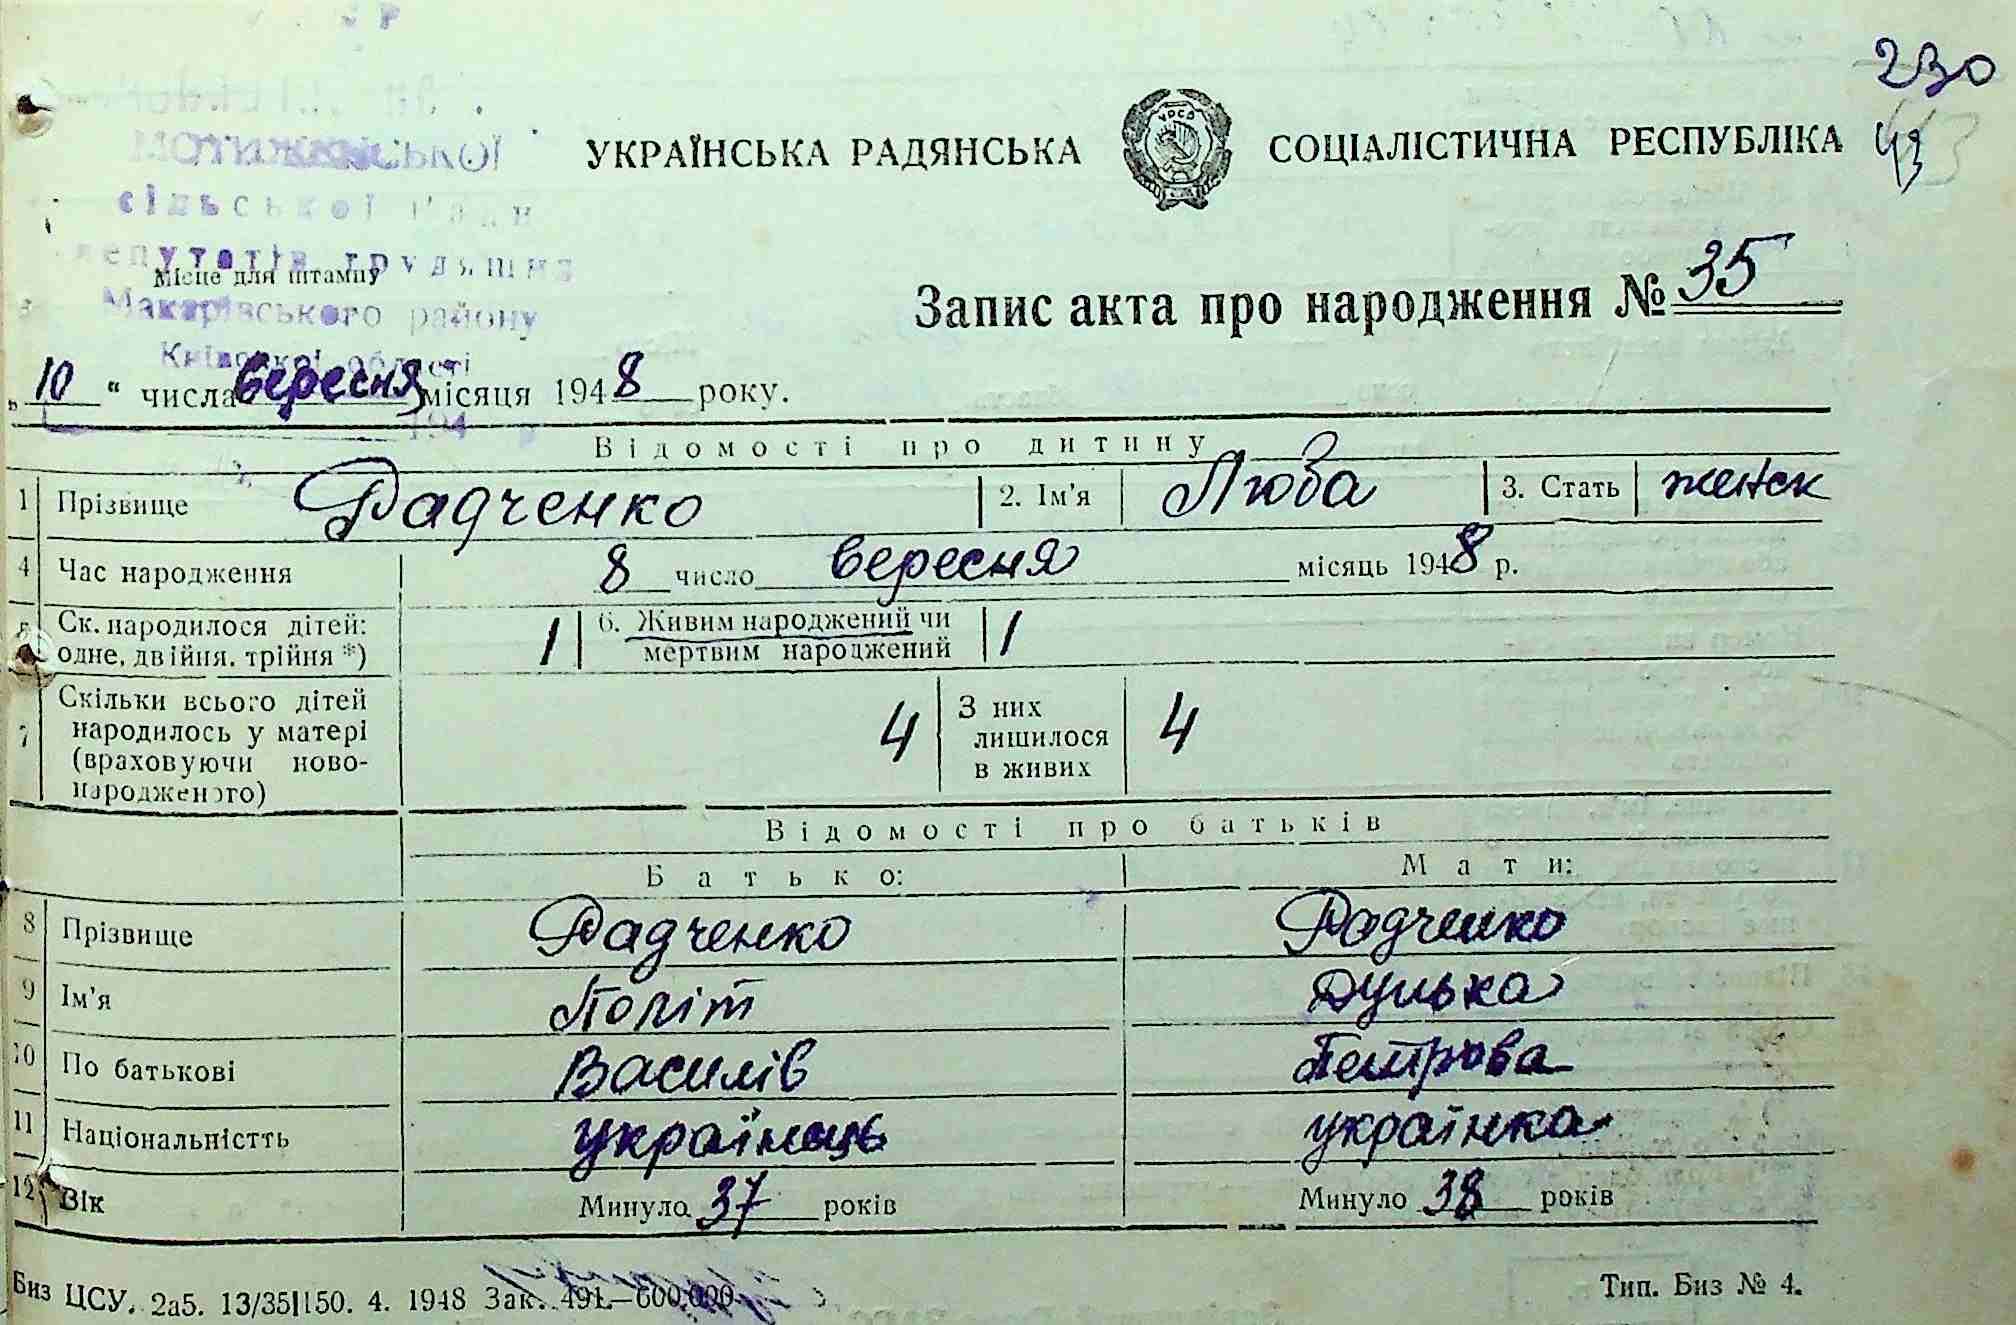 230
43
УКРАЇНСЬКА РАДЯНСЬКА СОЦІАЛІСТИЧНА РЕСПУБЛІКА
УРСР
МОТИЖИНСЬКОЇ
сільської Ради
депутатів трудящих
Місце для штампу
Макарівського району
Київської області
194 р
Запис акта про народження № 35
„ 10 “ числа вересня місяця 1948 року.
Відомості про дитину
1 Прізвище Радченко 2. Ім'я Люба 3. Стать женск
4 Час народження 8 число вересня місяць 1948 р.
5 Ск. народилося дітей: одне, двійня, трійня *) 1 6. Живим народжений чи мертвим народжений 1
7 Скільки всього дітей народилось у матері (враховуючи ново-народженого) 4 З них лишилося в живих 4
Відомості про батьків
Батько: Мати:
8 Прізвище Радченко Радченко
9 Ім'я Політ Дунька
10 По батькові Василів Петрова
11 Національністть українець українка
12 Вік Минуло 37 років Минуло 38 років
Биз ЦСУ. 2а5. 13/35|150. 4. 1948 Зак. 491—600.000 Тип. Биз № 4.